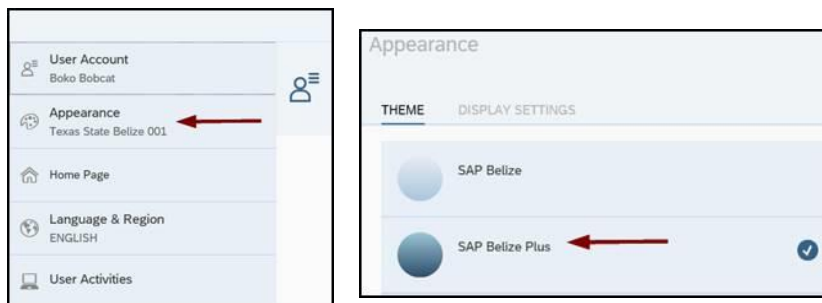 User Account
Boko Bobcat
Appearance
Texas State Belize 001
Home Page
Language & Region
ENGLISH
User Activities
Appearance
THEME DISPLAY SETTINGS
SAP Belize
SAP Belize Plus